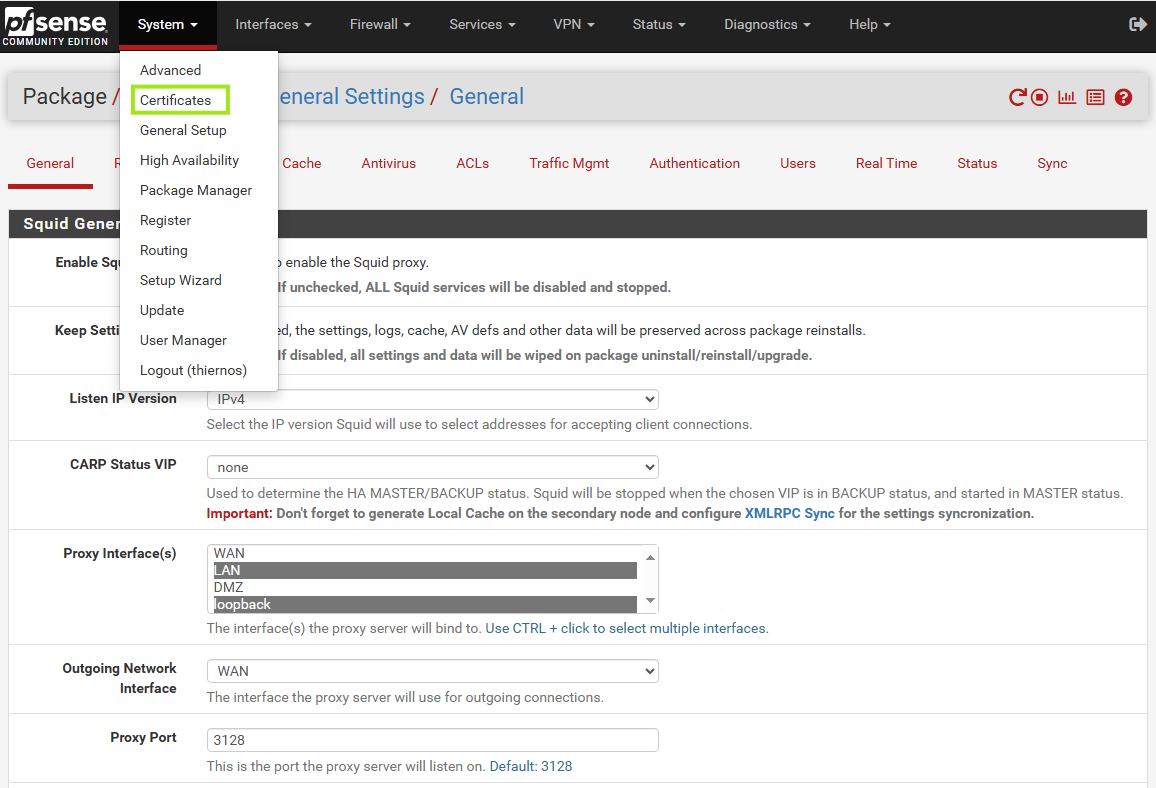 pfsense
COMMUNITY EDITION
System Interfaces Firewall Services VPN Status Diagnostics Help
Advanced
Certificates
General Setup
High Availability
Package Manager
Register
Routing
Setup Wizard
Update
User Manager
Logout (thiernos)
Package / eneral Settings / General
General Cache Antivirus ACLs Traffic Mgmt Authentication Users Real Time Status Sync
Squid Gener
Enable Squ enable the Squid proxy.
If unchecked, ALL Squid services will be disabled and stopped.
Keep Setti ed, the settings, logs, cache, AV defs and other data will be preserved across package reinstalls.
If disabled, all settings and data will be wiped on package uninstall/reinstall/upgrade.
Listen IP Version IPv4
Select the IP version Squid will use to select addresses for accepting client connections.
CARP Status VIP none
Used to determine the HA MASTER/BACKUP status. Squid will be stopped when the chosen VIP is in BACKUP status, and started in MASTER status.
Important: Don't forget to generate Local Cache on the secondary node and configure XMLRPC Sync for the settings syncronization.
Proxy Interface(s) WAN
LAN
DMZ
loopback
The interface(s) the proxy server will bind to. Use CTRL + click to select multiple interfaces.
Outgoing Network
Interface
WAN
The interface the proxy server will use for outgoing connections.
Proxy Port 3128
This is the port the proxy server will listen on. Default: 3128